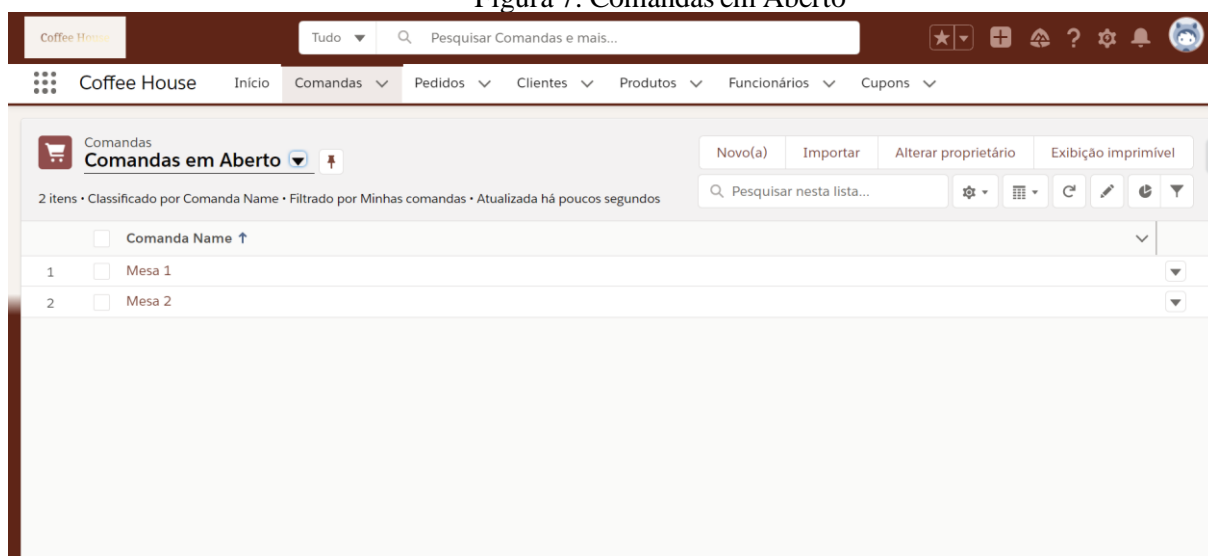 Figura 7. Comandas em Aberto
Coffee House
Tudo
Pesquisar Comandas e mais...
Coffee House Início Comandas Pedidos Clientes Produtos Funcionários Cupons
Comandas
Comandas em Aberto
Novo(a) Importar Alterar proprietário Exibição imprimível
2 itens • Classificado por Comanda Name • Filtrado por Minhas comandas • Atualizada há poucos segundos
Pesquisar nesta lista...
Comanda Name ↑
1 Mesa 1
2 Mesa 2